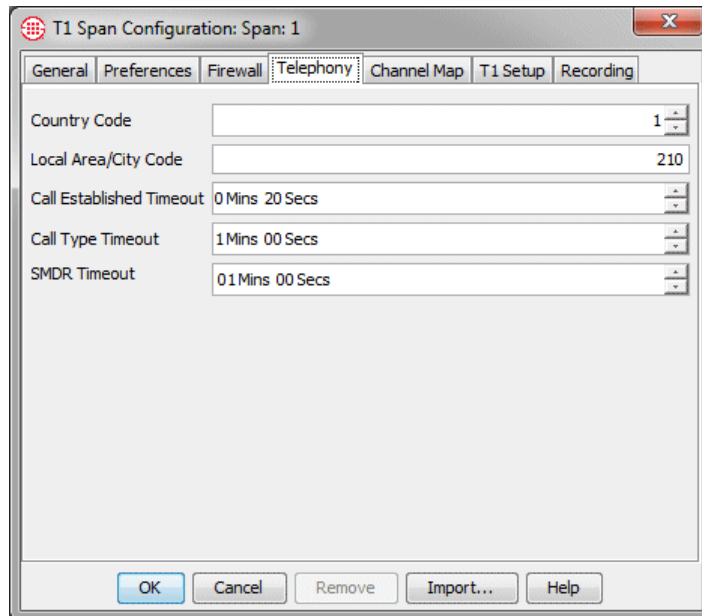 T1 Span Configuration: Span: 1
General Preferences Firewall Telephony Channel Map T1 Setup Recording
Country Code 1
Local Area/City Code 210
Call Established Timeout 0 Mins 20 Secs
Call Type Timeout 1 Mins 00 Secs
SMDR Timeout 01 Mins 00 Secs
OK Cancel Remove Import... Help